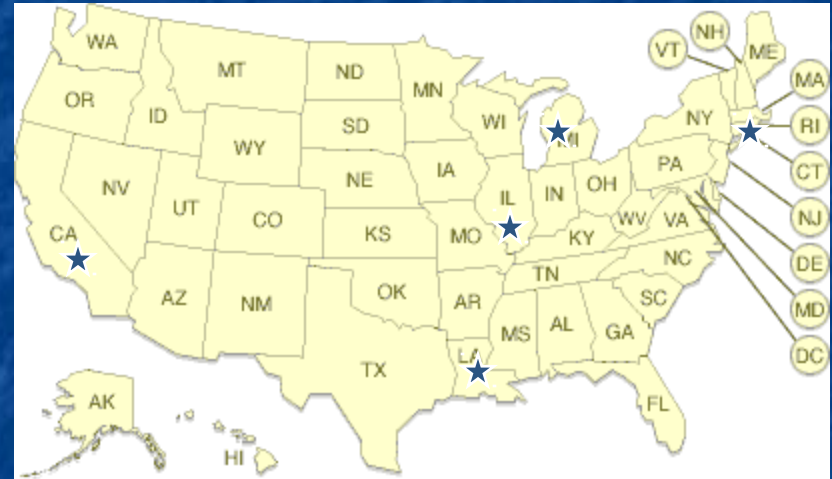 WA
MT
ND
MN
VT
NH
ME
OR
ID
SD
WI
MI
NY
MA
RI
WY
IA
PA
CT
NV
NE
IL
IN
OH
NJ
UT
CO
CA
KS
MO
KY
WV
VA
DE
AZ
NM
OK
AR
TN
NC
MD
TX
LA
MS
AL
GA
SC
DC
AK
HI
FL